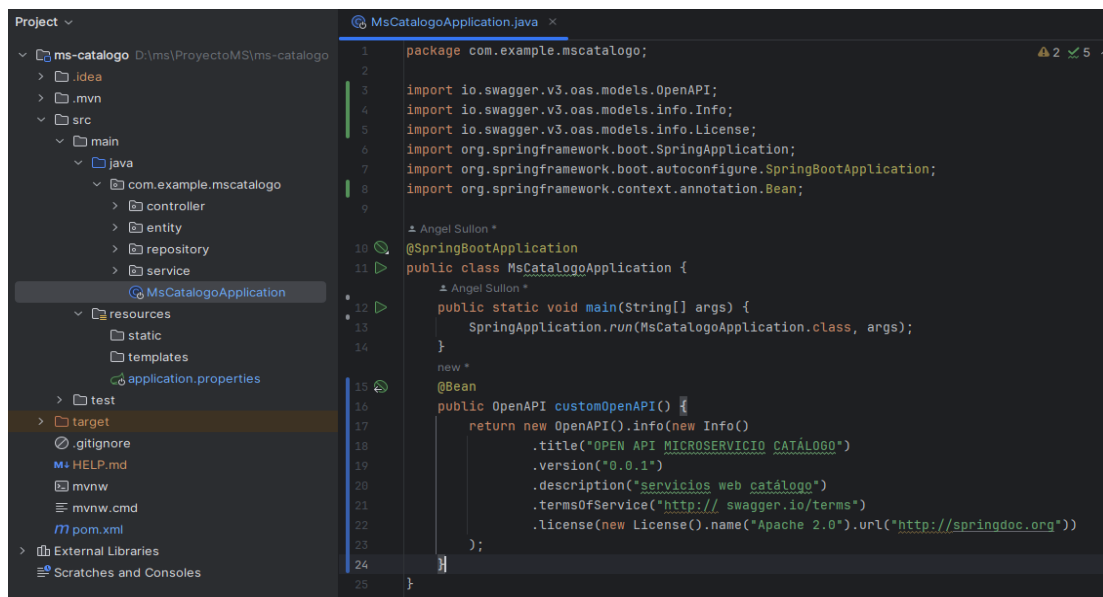 Project
ms-catalogo D:\ms\ProyectoMS\ms-catalogo
.idea
.mvn
src
main
java
com.example.mscatalogo
controller
entity
repository
service
MsCatalogoApplication
resources
static
templates
application.properties
test
target
.gitignore
M↓ HELP.md
mvnw
mvnw.cmd
m pom.xml
External Libraries
Scratches and Consoles
MsCatalogoApplication.java ×
2 5
1 package com.example.mscatalogo;
2
3 import io.swagger.v3.oas.models.OpenAPI;
4 import io.swagger.v3.oas.models.info.Info;
5 import io.swagger.v3.oas.models.info.License;
6 import org.springframework.boot.SpringApplication;
7 import org.springframework.boot.autoconfigure.SpringBootApplication;
8 import org.springframework.context.annotation.Bean;
9
Angel Sullon *
10 @SpringBootApplication
11 public class MsCatalogoApplication {
Angel Sullon *
12 public static void main(String[] args) {
13 SpringApplication.run(MsCatalogoApplication.class, args);
14 }
new *
15 @Bean
16 public OpenAPI customOpenAPI() {
17 return new OpenAPI().info(new Info()
18 .title("OPEN API MICROSERVICIO CATÁLOGO")
19 .version("0.0.1")
20 .description("servicios web catálogo")
21 .termsOfService("http:// swagger.io/terms")
22 .license(new License().name("Apache 2.0").url("http://springdoc.org"))
23 );
24 }
25 }